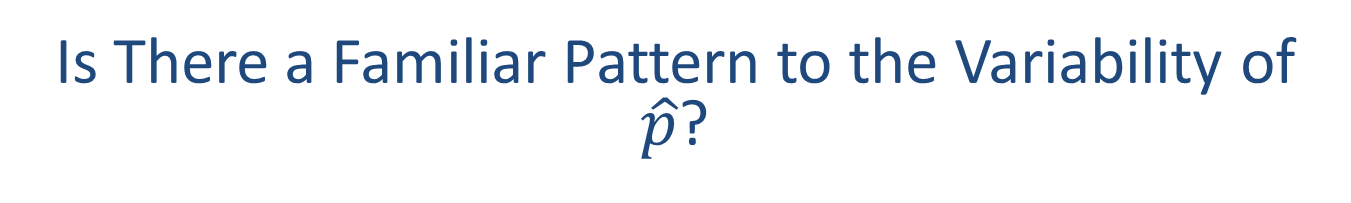 Is There a Familiar Pattern to the Variability of
p̂?